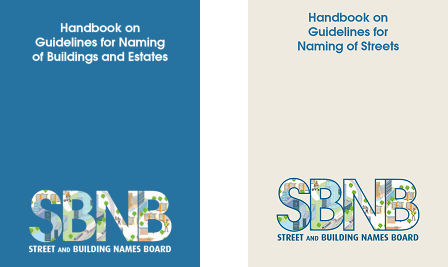 Handbook on
Guidelines for Naming
of Buildings and Estates
SBNB
STREET AND BUILDING NAMES BOARD
Handbook on
Guidelines for
Naming of Streets
SBNB
STREET AND BUILDING NAMES BOARD